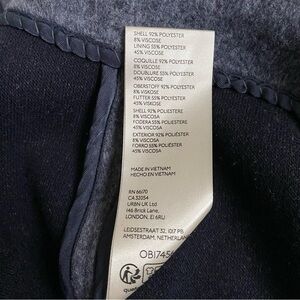 SHELL 92% POLYESTER
8% VISCOSE
LINING 55% POLYESTER
45% VISCOSE
COQUILLE 92% POLYESTER
8% VISCOSE
DOUBLURE 55% POLYESTER
45% VISCOSE
OBERSTOFF 92% POLYESTER
8% VISKOSE
FUTTER 55% POLYESTER
45% VISKOSE
SHELL 92% POLIESTERE
8% VISCOSA
FODERA 55% POLIESTERE
45% VISCOSA
EXTERIOR 92% POLIÉSTER
8% VISCOSA
FORRO 55% POLIÉSTER
45% VISCOSA
MADE IN VIETNAM
HECHO EN VIETNAM
RN 66170
CA 32054
URBN UK Ltd
146 Brick Lane,
LONDON, E1 6RU
LEIDSESTRAAT 32, 1017 PB
AMSTERDAM, NETHERLAN